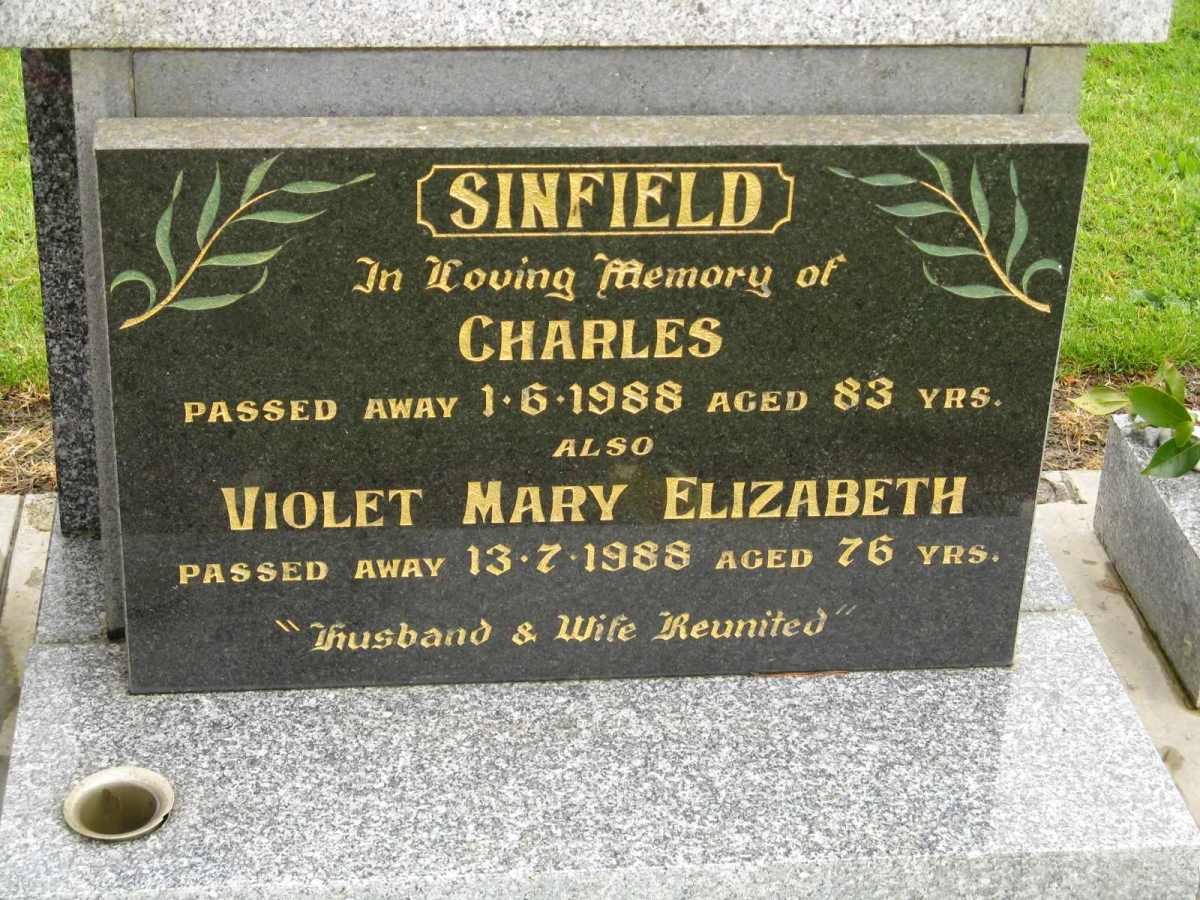 SINFIELD
In Loving Memory of
CHARLES
PASSED AWAY 1·6·1988 AGED 83 YRS.
ALSO
VIOLET MARY ELIZABETH
PASSED AWAY 13·7·1988 AGED 76 YRS.
"Husband & Wife Reunited"